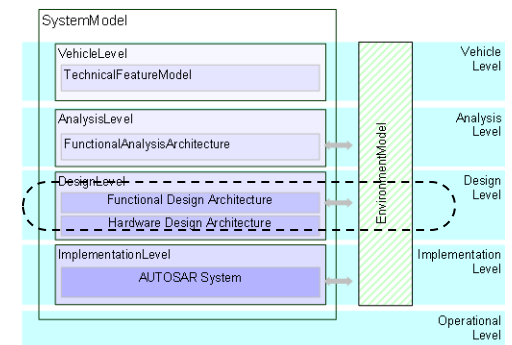 SystemModel
VehicleLevel
TechnicalFeatureModel
Vehicle
Level
AnalysisLevel
FunctionalAnalysisArchitecture
Analysis
Level
EnvironmentModel
DesignLevel
Functional Design Architecture
Hardware Design Architecture
Design
Level
ImplementationLevel
AUTOSAR System
Implementation
Level
Operational
Level